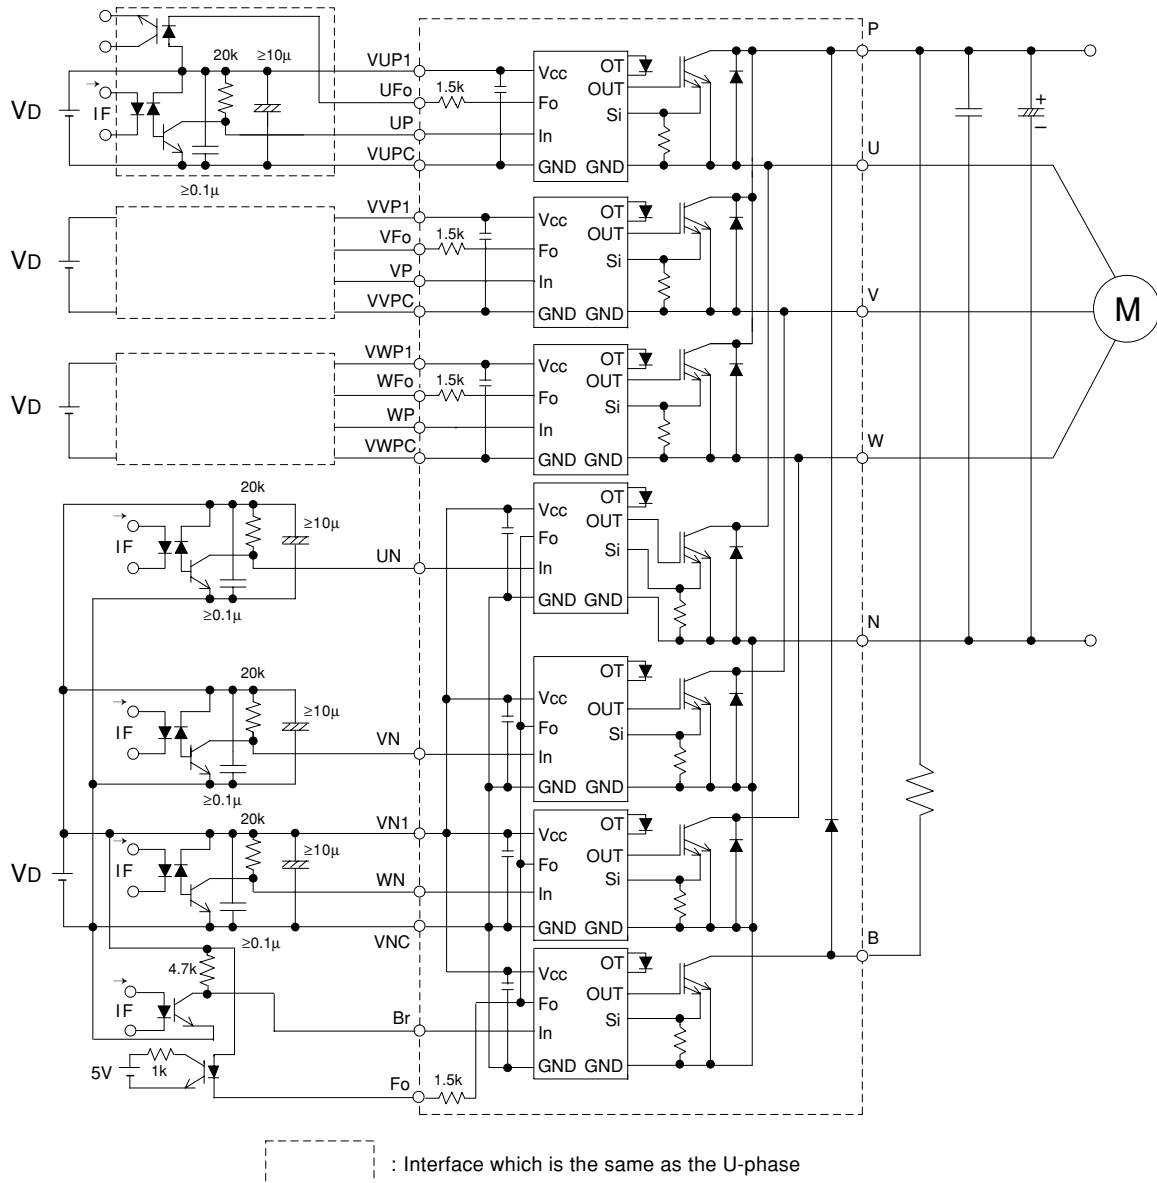 P
20k
≥10µ
VUP1
OT
Vcc
UFo
1.5k
OUT
VD
IF
Fo
Si
+
–
UP
In
VUPC
GND GND
U
≥0.1µ
VVP1
OT
Vcc
VFo
1.5k
OUT
VD
Fo
Si
VP
In
VVPC
GND GND
V
M
VWP1
OT
Vcc
WFo
1.5k
OUT
VD
Fo
Si
WP
In
VWPC
GND GND
W
20k
OT
Vcc
≥10µ
OUT
IF
Fo
Si
UN
In
GND GND
≥0.1µ
N
20k
OT
Vcc
≥10µ
OUT
IF
Fo
Si
VN
In
GND GND
≥0.1µ
20k
VN1
OT
Vcc
≥10µ
OUT
VD
IF
Fo
Si
WN
In
GND GND
VNC
≥0.1µ
B
4.7k
OT
Vcc
OUT
IF
Fo
Si
Br
In
5V
1k
GND GND
Fo
1.5k
: Interface which is the same as the U-phase